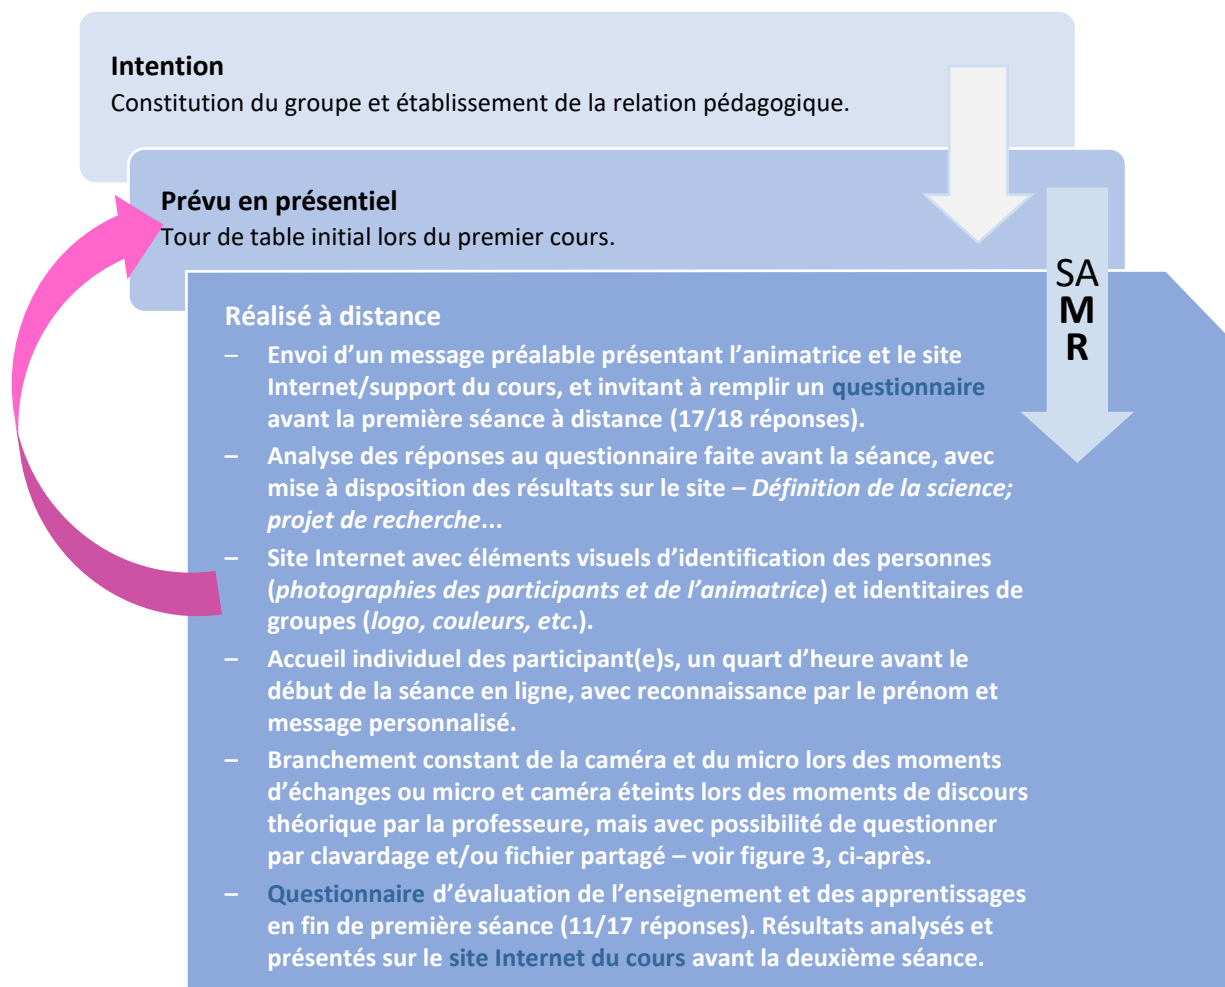 Intention
Constitution du groupe et établissement de la relation pédagogique.
Prévu en présentiel
Tour de table initial lors du premier cours.
SA
M
R
Réalisé à distance
– Envoi d’un message préalable présentant l’animatrice et le site
Internet/support du cours, et invitant à remplir un questionnaire
avant la première séance à distance (17/18 réponses).
– Analyse des réponses au questionnaire faite avant la séance, avec
mise à disposition des résultats sur le site – Définition de la science;
projet de recherche...
– Site Internet avec éléments visuels d’identification des personnes
(photographies des participants et de l’animatrice) et identitaires de
groupes (logo, couleurs, etc.).
– Accueil individuel des participant(e)s, un quart d’heure avant le
début de la séance en ligne, avec reconnaissance par le prénom et
message personnalisé.
– Branchement constant de la caméra et du micro lors des moments
d’échanges ou micro et caméra éteints lors des moments de discours
théorique par la professeure, mais avec possibilité de questionner
par clavardage et/ou fichier partagé – voir figure 3, ci-après.
– Questionnaire d’évaluation de l’enseignement et des apprentissages
en fin de première séance (11/17 réponses). Résultats analysés et
présentés sur le site Internet du cours avant la deuxième séance.